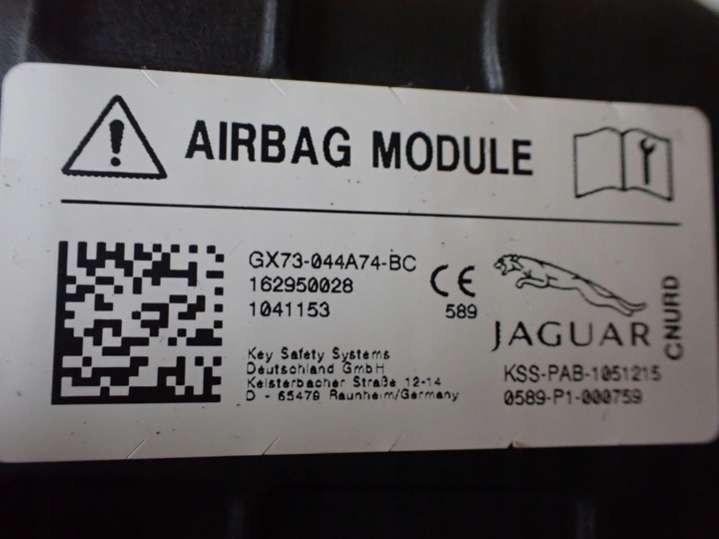 AIRBAG MODULE
GX73-044A74-BC
162950028
1041153
CE
589
JAGUAR
CNURD
KSS-PAB-1051215
0589-P1-000759
Key Safety Systems
Deutschland GmbH
Kelsterbacher Straße 12-14
D - 65479 Raunheim/Germany